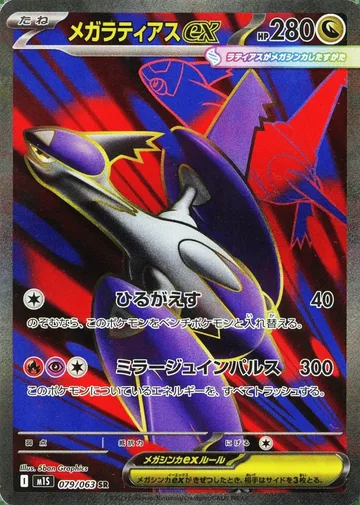 たね
メガラティアスex
HP280
ラティアスがメガシンカしたすがた
ひるがえす 40
のぞむなら、このポケモンをベンチポケモンと入れ替える。
ミラージュインパルス 300
このポケモンについているエネルギーを、すべてトラッシュする。
弱点 抵抗力 にげる
メガシンカexルール
メガシンカexがきぜつしたとき、相手はサイドを3枚とる。
Illus. 5ban Graphics
I M1S 079/063 SR